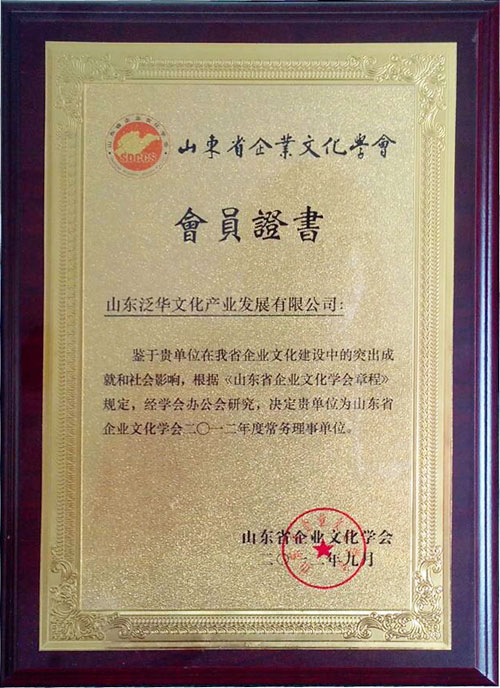 SDCCS
山東省企業文化學會
會員證書
山东泛华文化产业发展有限公司:
鉴于贵单位在我省企业文化建设中的突出成
就和社会影响,根据《山东省企业文化学会章程》
规定,经学会办公会研究,决定贵单位为山东省
企业文化学会二〇一二年度常务理事单位。
山东省企业文化学会
二〇一二年九月